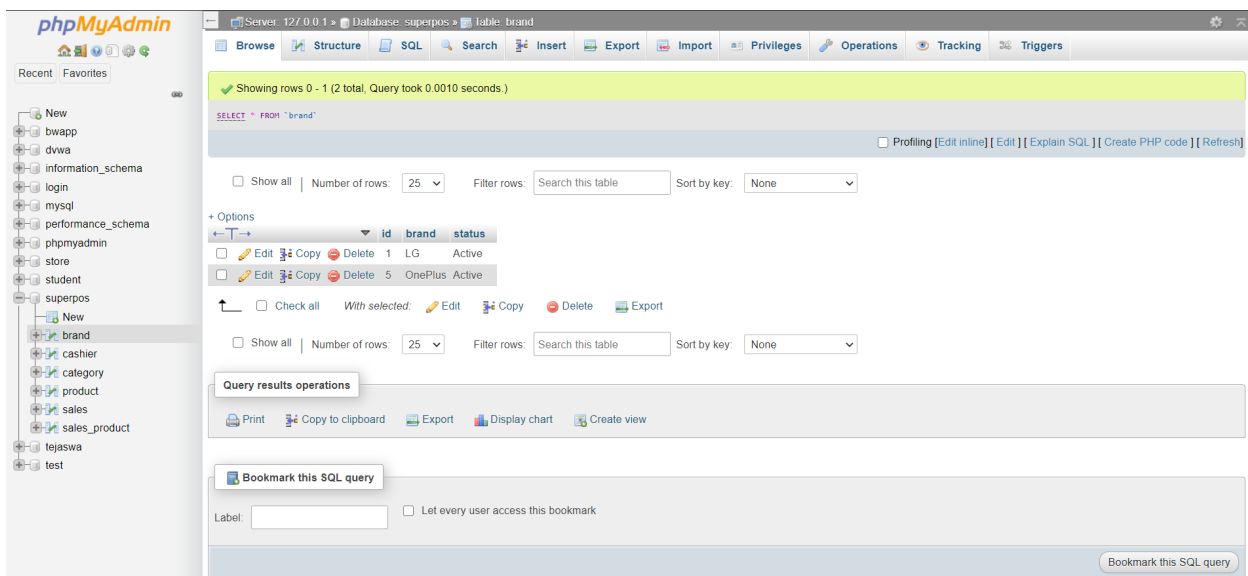 phpMyAdmin
Recent Favorites
New
bwapp
dvwa
information_schema
login
mysql
performance_schema
phpmyadmin
store
student
superpos
New
brand
cashier
category
product
sales
sales_product
tejaswa
test
Server: 127.0.0.1 » Database: superpos » Table: brand
Browse Structure SQL Search Insert Export Import Privileges Operations Tracking Triggers
Showing rows 0 - 1 (2 total, Query took 0.0010 seconds.)
SELECT * FROM `brand`
Profiling [Edit inline] [ Edit ] [ Explain SQL ] [ Create PHP code ] [ Refresh]
Show all | Number of rows: 25 Filter rows: Search this table Sort by key: None
+ Options
←T→ id brand status
Edit Copy Delete 1 LG Active
Edit Copy Delete 5 OnePlus Active
Check all With selected: Edit Copy Delete Export
Show all | Number of rows: 25 Filter rows: Search this table Sort by key: None
Query results operations
Print Copy to clipboard Export Display chart Create view
Bookmark this SQL query
Label: Let every user access this bookmark
Bookmark this SQL query